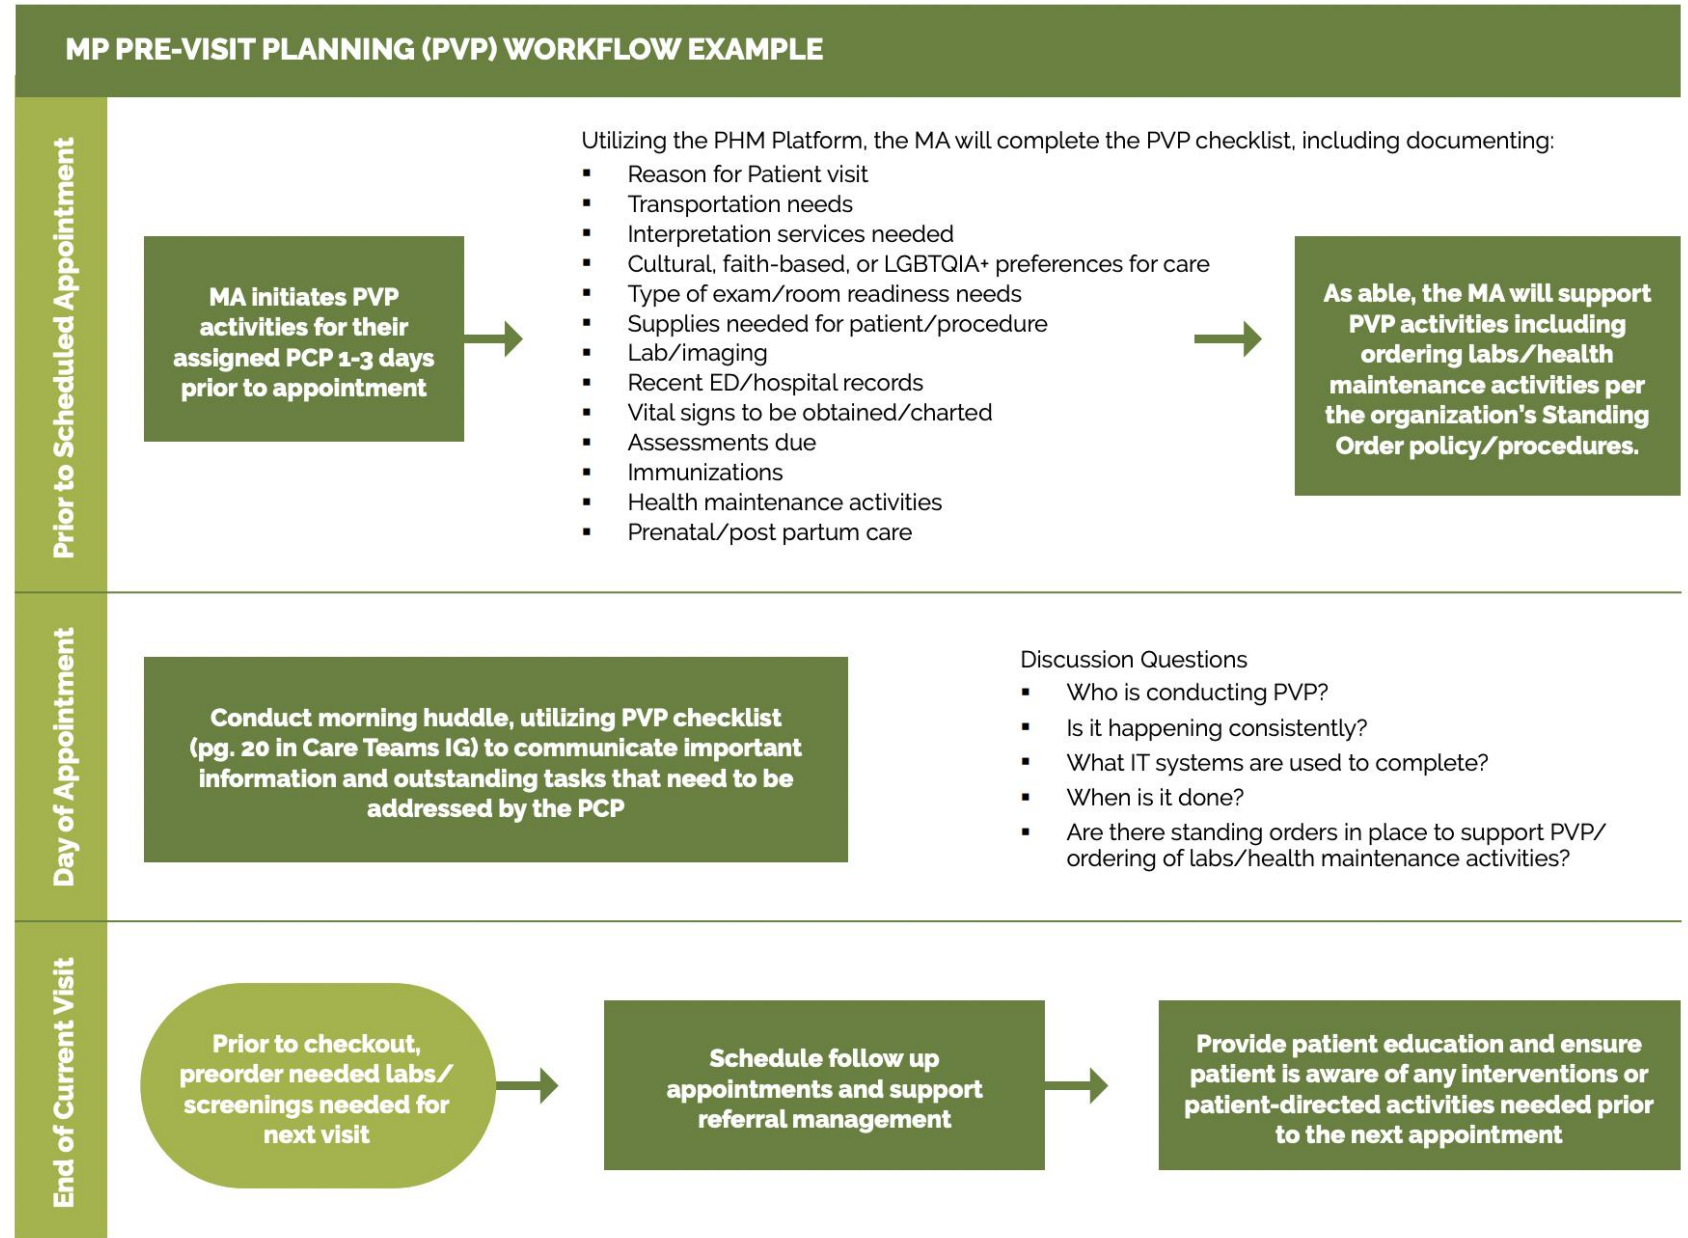 MP PRE-VISIT PLANNING (PVP) WORKFLOW EXAMPLE
Prior to Scheduled Appointment
MA initiates PVP
activities for their
assigned PCP 1-3 days
prior to appointment
Utilizing the PHM Platform, the MA will complete the PVP checklist, including documenting:
▪ Reason for Patient visit
▪ Transportation needs
▪ Interpretation services needed
▪ Cultural, faith-based, or LGBTQIA+ preferences for care
▪ Type of exam/room readiness needs
▪ Supplies needed for patient/procedure
▪ Lab/imaging
▪ Recent ED/hospital records
▪ Vital signs to be obtained/charted
▪ Assessments due
▪ Immunizations
▪ Health maintenance activities
▪ Prenatal/post partum care
As able, the MA will support
PVP activities including
ordering labs/health
maintenance activities per
the organization's Standing
Order policy/procedures.
Day of Appointment
Conduct morning huddle, utilizing PVP checklist
(pg. 20 in Care Teams IG) to communicate important
information and outstanding tasks that need to be
addressed by the PCP
Discussion Questions
▪ Who is conducting PVP?
▪ Is it happening consistently?
▪ What IT systems are used to complete?
▪ When is it done?
▪ Are there standing orders in place to support PVP/
ordering of labs/health maintenance activities?
End of Current Visit
Prior to checkout,
preorder needed labs/
screenings needed for
next visit
Schedule follow up
appointments and support
referral management
Provide patient education and ensure
patient is aware of any interventions or
patient-directed activities needed prior
to the next appointment